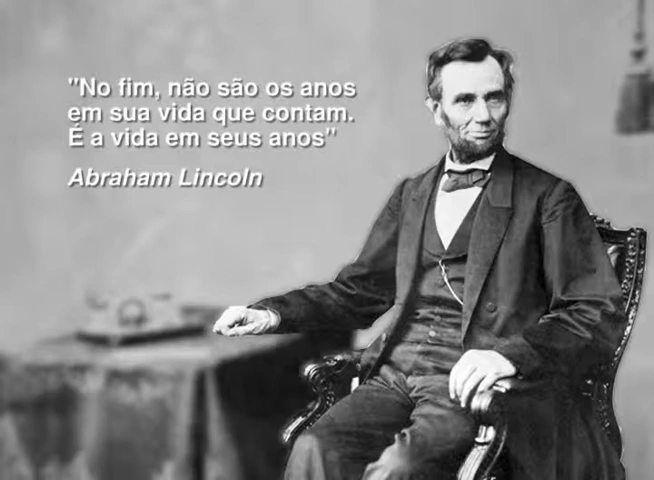 "No fim, não são os anos
em sua vida que contam.
É a vida em seus anos"
Abraham Lincoln